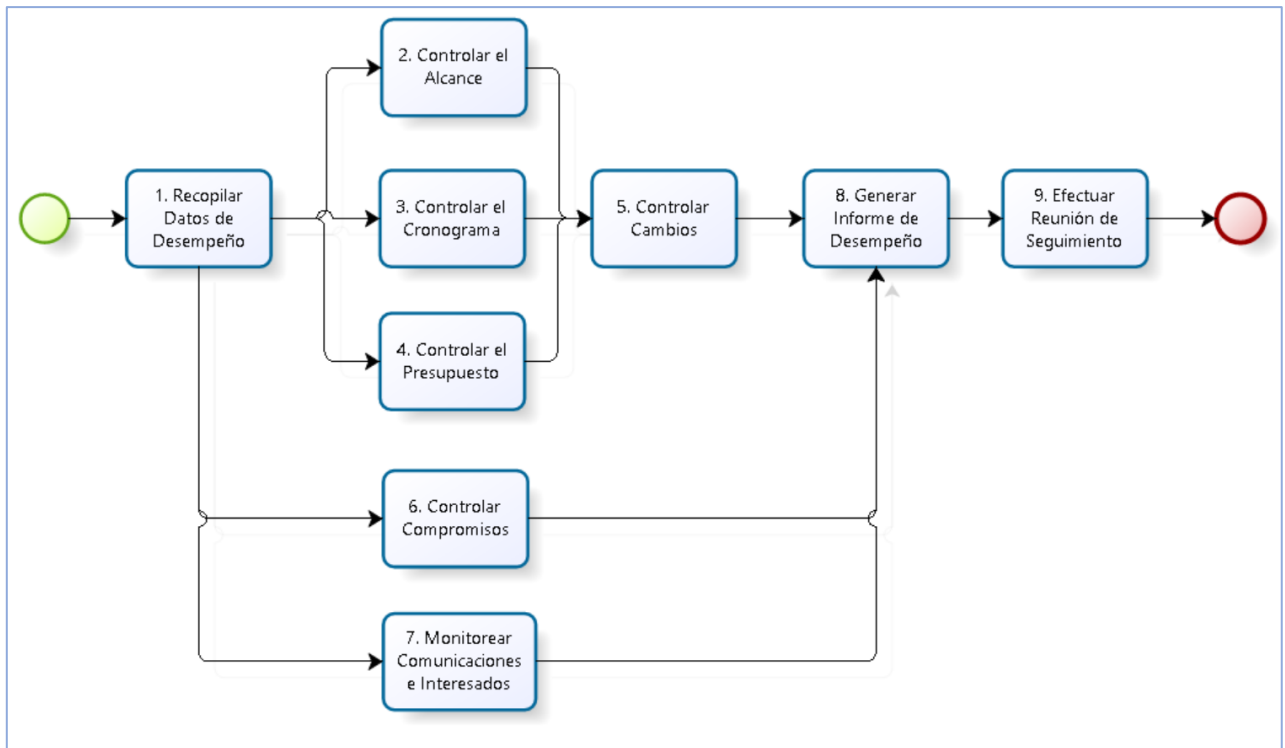 2. Controlar el
Alcance
1. Recopilar
Datos de
Desempeño
3. Controlar el
Cronograma
5. Controlar
Cambios
8. Generar
Informe de
Desempeño
9. Efectuar
Reunión de
Seguimiento
4. Controlar el
Presupuesto
6. Controlar
Compromisos
7. Monitorear
Comunicaciones
e Interesados